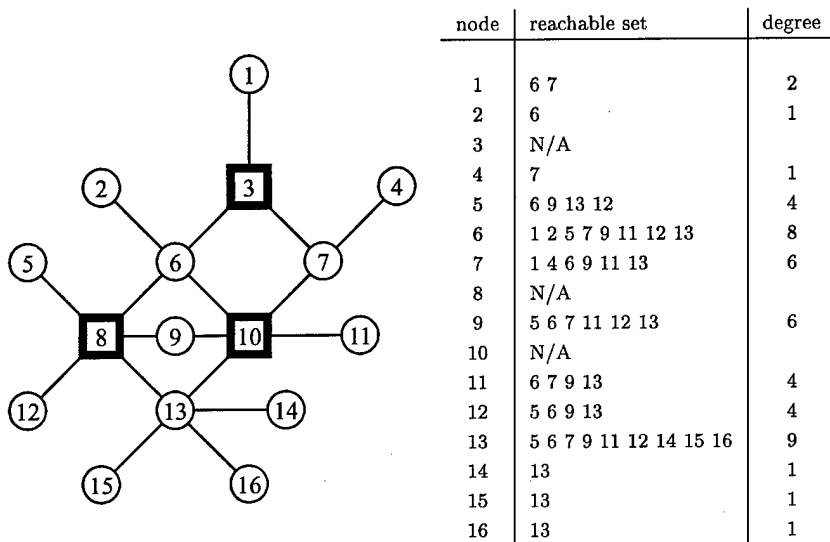 1
2
3
4
5
6
7
8
9
10
11
12
13
14
15
16
node reachable set degree
1 6 7 2
2 6 1
3 N/A
4 7 1
5 6 9 13 12 4
6 1 2 5 7 9 11 12 13 8
7 1 4 6 9 11 13 6
8 N/A
9 5 6 7 11 12 13 6
10 N/A
11 6 7 9 13 4
12 5 6 9 13 4
13 5 6 7 9 11 12 14 15 16 9
14 13 1
15 13 1
16 13 1